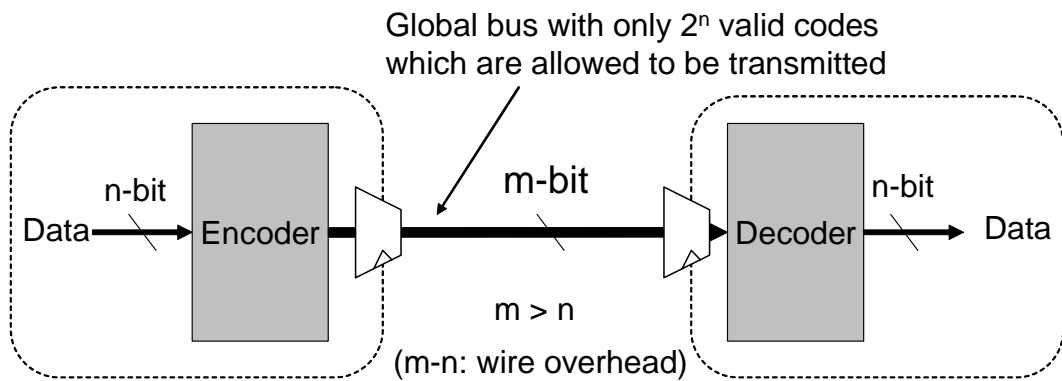 Global bus with only 2ⁿ valid codes
which are allowed to be transmitted
n-bit
m-bit
n-bit
Data
Encoder
Decoder
Data
m > n
(m-n: wire overhead)